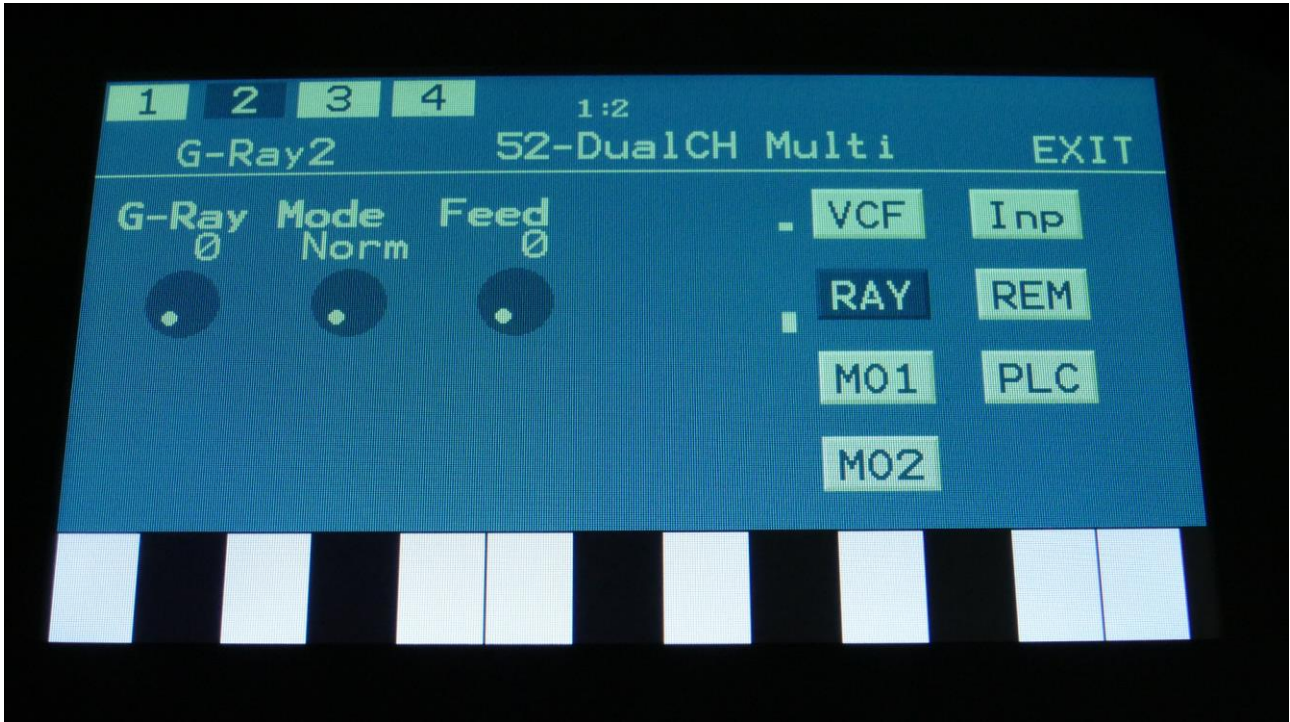 1 2 3 4 1:2
G-Ray2 52-DualCH Multi EXIT
G-Ray Mode Feed
0 Norm 0
VCF Inp
RAY REM
MO1 PLC
MO2